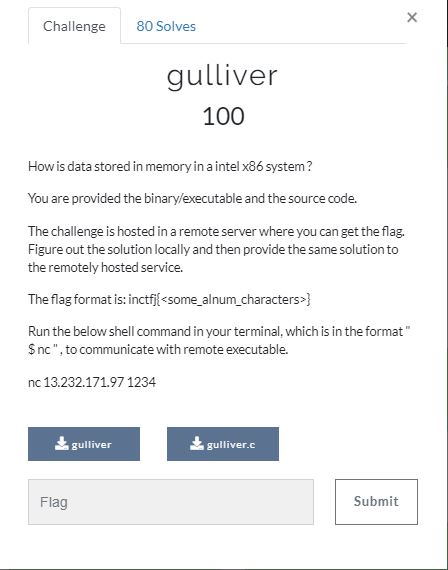 Challenge
80 Solves
×
gulliver
100
How is data stored in memory in a intel x86 system ?
You are provided the binary/executable and the source code.
The challenge is hosted in a remote server where you can get the flag.
Figure out the solution locally and then provide the same solution to
the remotely hosted service.
The flag format is: inctfj{<some_alnum_characters>}
Run the below shell command in your terminal, which is in the format "
$ nc " , to communicate with remote executable.
nc 13.232.171.97 1234
gulliver
gulliver.c
Flag
Submit